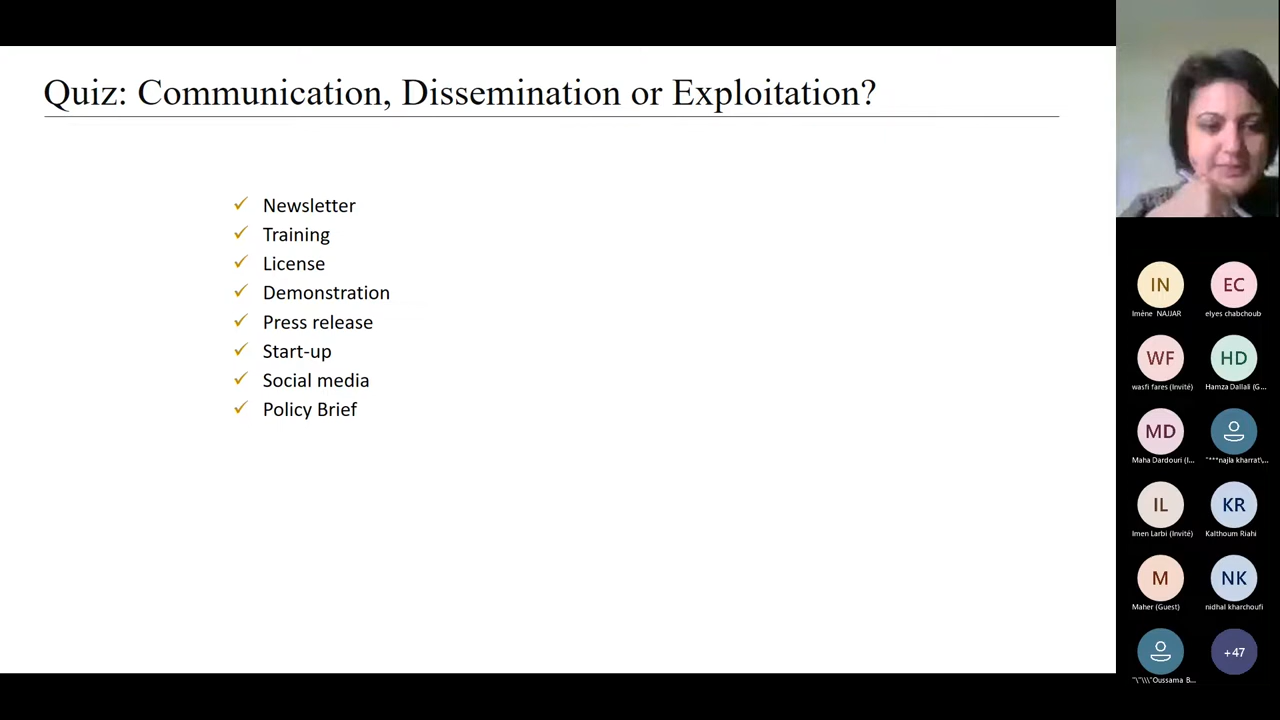 Quiz: Communication, Dissemination or Exploitation?
✓ Newsletter
✓ Training
✓ License
✓ Demonstration
✓ Press release
✓ Start-up
✓ Social media
✓ Policy Brief
IN
EC
Imène NAJJAR
elyes chabchoub
WF
HD
wasfi fares (Invité)
Hamza Dallali (G...
MD
Maha Dardouri (I...
"***najla kharrat\...
IL
KR
Imen Larbi (Invité)
Kalthoum Riahi
M
NK
Maher (Guest)
nidhal kharchoufi
+47
"\"\\\"Oussama B...